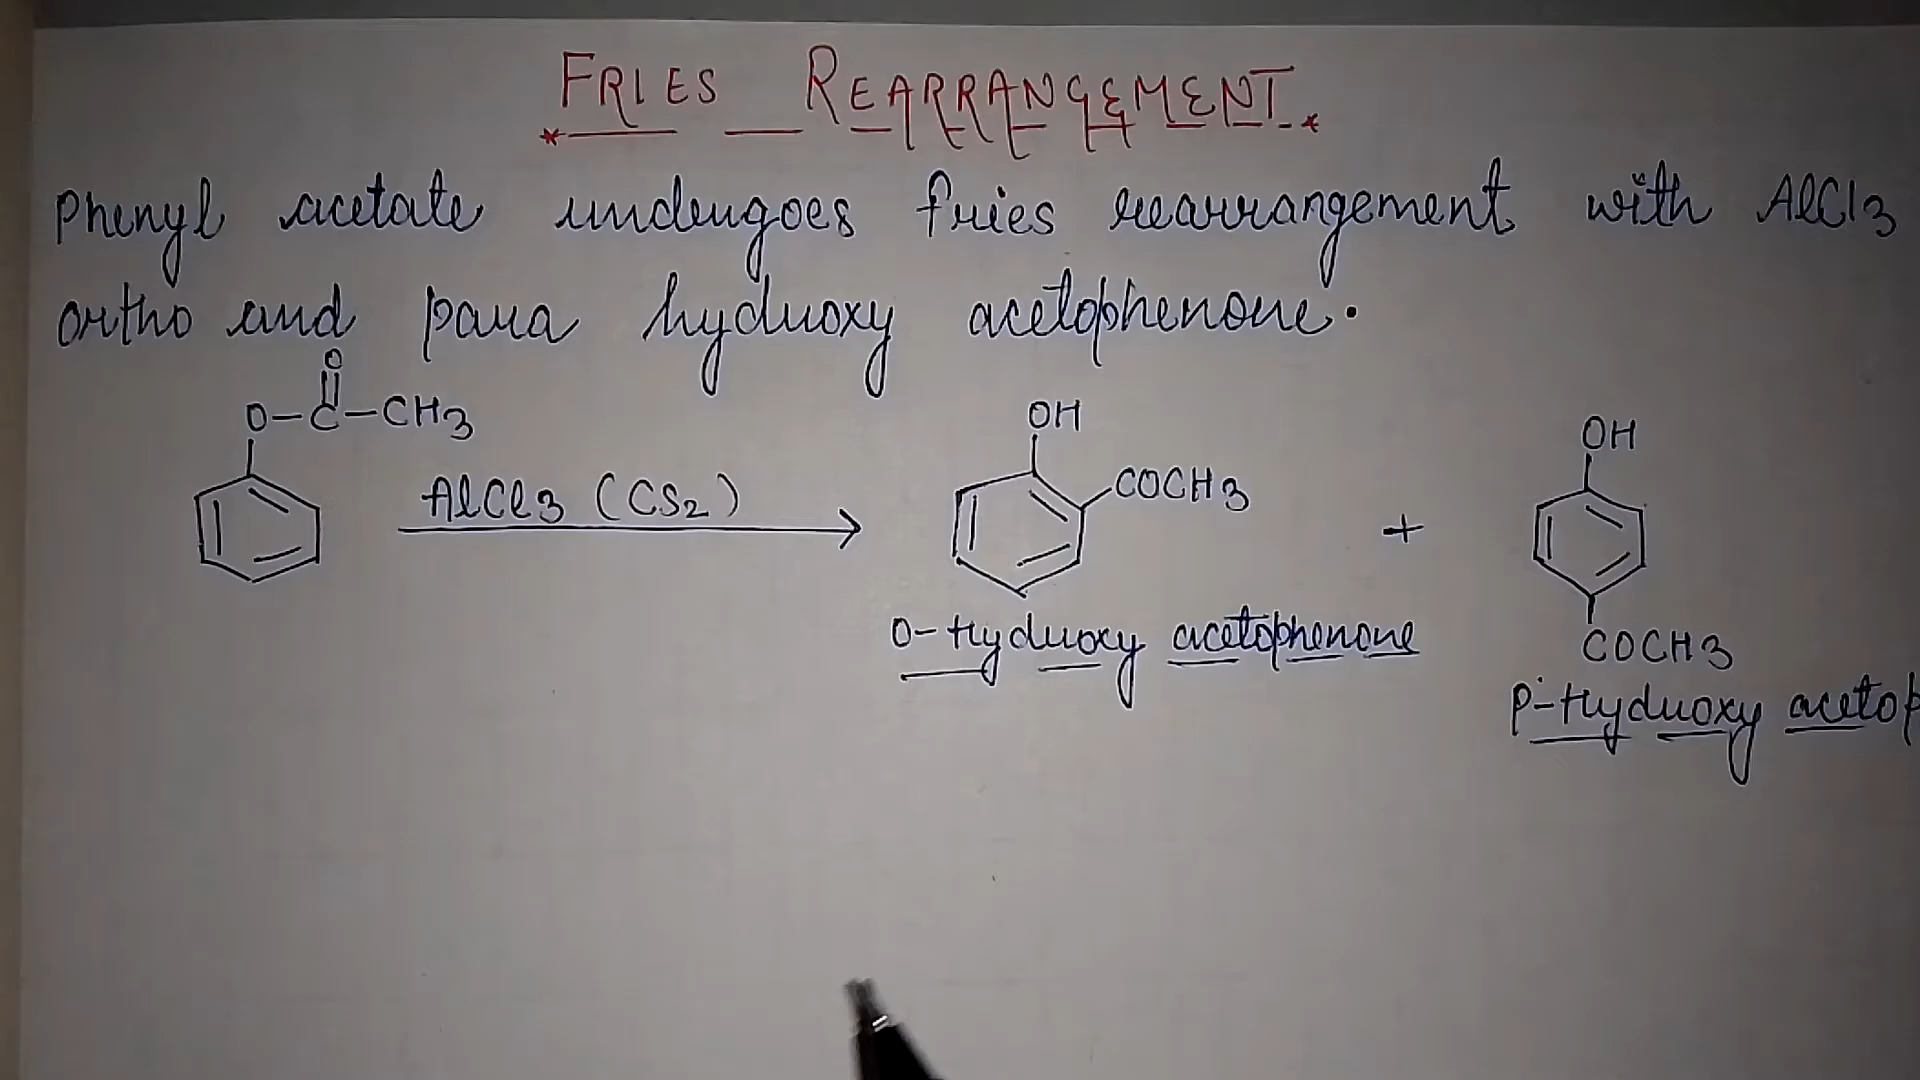 FRIES REARRANGEMENT
Phenyl acetate undergoes fries rearrangement with AlCl3
ortho and para hydroxy acetophenone.
O
O-C-CH3
OH
OH
AlCl3 (CS2)
COCH3
+
O-Hydroxy acetophenone
COCH3
P-Hydroxy acetop